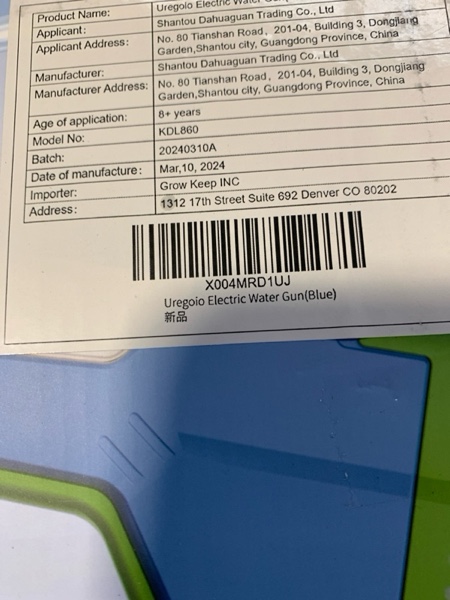 Product Name: Uregoio Electric Water
Applicant: Shantou Dahuaguan Trading Co., Ltd
Applicant Address: No. 80 Tianshan Road, 201-04, Building 3, Dongjiang
Garden,Shantou city, Guangdong Province, China
Manufacturer: Shantou Dahuaguan Trading Co., Ltd
Manufacturer Address: No. 80 Tianshan Road, 201-04, Building 3, Dongjiang
Garden,Shantou city, Guangdong Province, China
Age of application: 8+ years
Model No: KDL860
Batch: 20240310A
Date of manufacture: Mar,10, 2024
Importer: Grow Keep INC
Address: 1312 17th Street Suite 692 Denver CO 80202
X004MRD1UJ
Uregoio Electric Water Gun(Blue)
新品